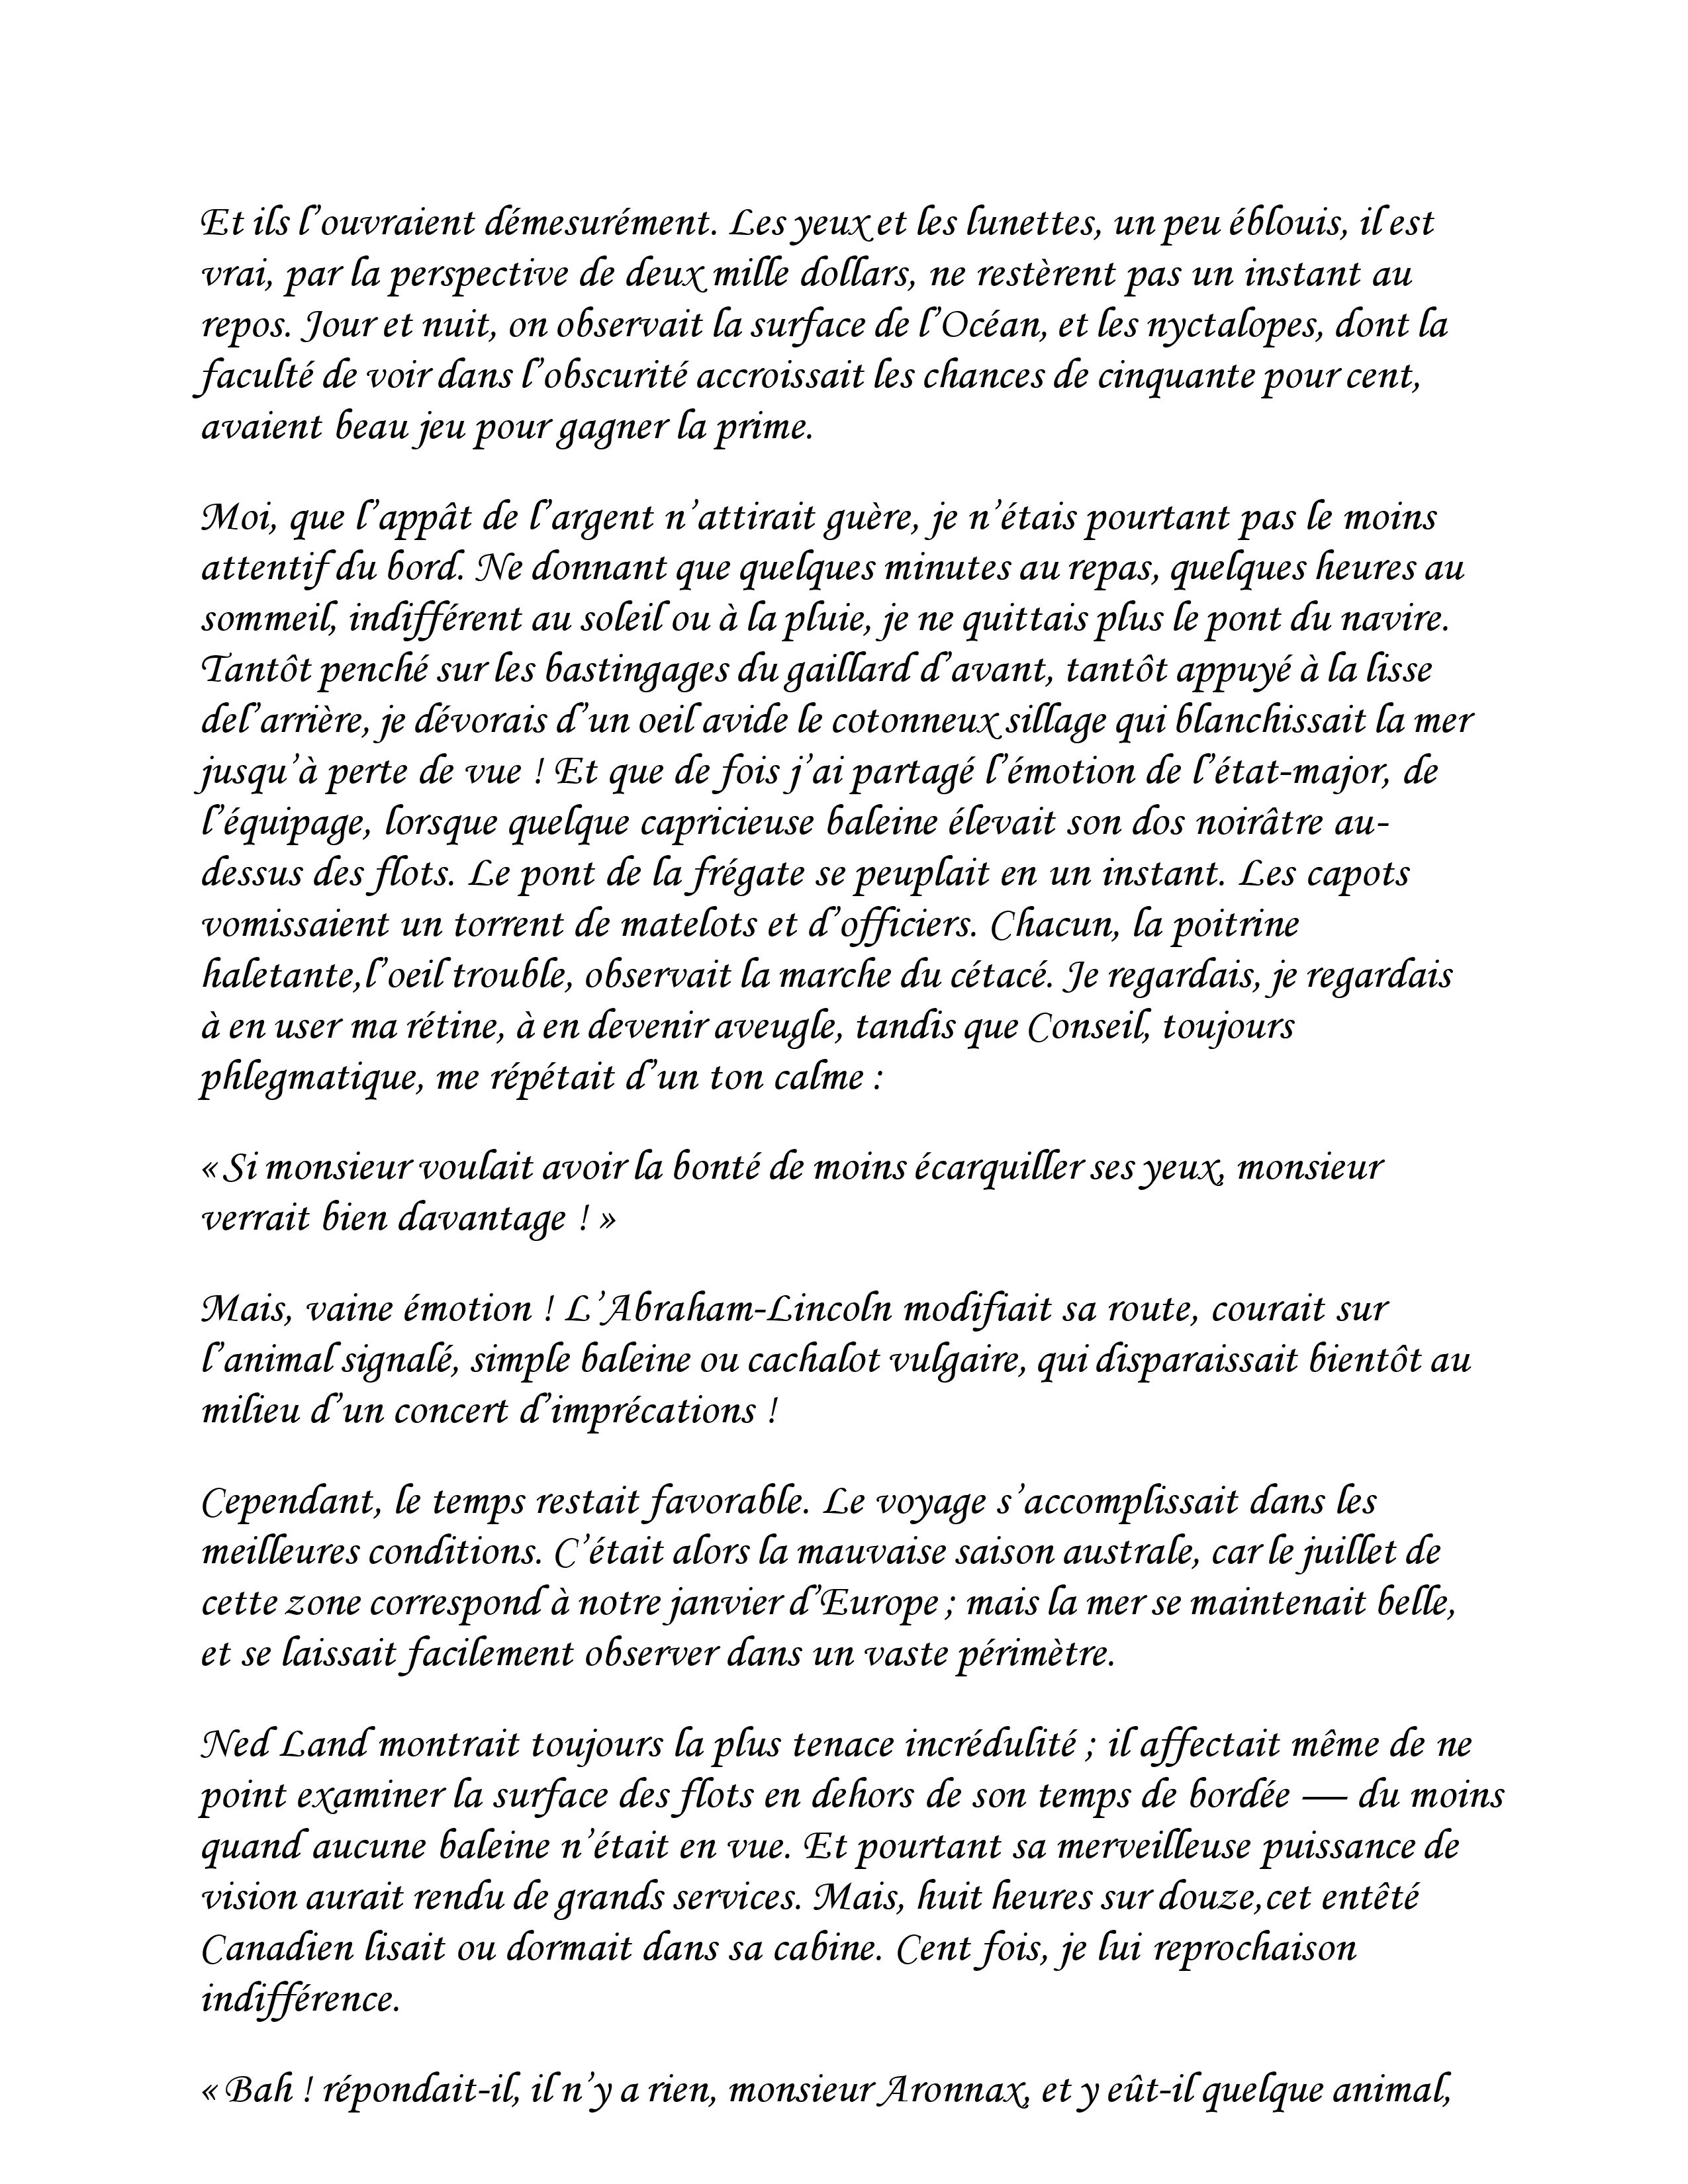 Et ils l’ouvraient démesurément. Les yeux et les lunettes, un peu éblouis, il est
vrai, par la perspective de deux mille dollars, ne restèrent pas un instant au
repos. Jour et nuit, on observait la surface de l’Océan, et les nyctalopes, dont la
faculté de voir dans l’obscurité accroissait les chances de cinquante pour cent,
avaient beau jeu pour gagner la prime.
Moi, que l’appât de l’argent n’attirait guère, je n’étais pourtant pas le moins
attentif du bord. Ne donnant que quelques minutes au repas, quelques heures au
sommeil, indifférent au soleil ou à la pluie, je ne quittais plus le pont du navire.
Tantôt penché sur les bastingages du gaillard d’avant, tantôt appuyé à la lisse
del’arrière, je dévorais d’un oeil avide le cotonneux sillage qui blanchissait la mer
jusqu’à perte de vue ! Et que de fois j’ai partagé l’émotion de l’état-major, de
l’équipage, lorsque quelque capricieuse baleine élevait son dos noirâtre au-
dessus des flots. Le pont de la frégate se peuplait en un instant. Les capots
vomissaient un torrent de matelots et d’officiers. Chacun, la poitrine
haletante,l’oeil trouble, observait la marche du cétacé. Je regardais, je regardais
à en user ma rétine, à en devenir aveugle, tandis que Conseil, toujours
phlegmatique, me répétait d’un ton calme :
« Si monsieur voulait avoir la bonté de moins écarquiller ses yeux, monsieur
verrait bien davantage ! »
Mais, vaine émotion ! L’Abraham-Lincoln modifiait sa route, courait sur
l’animal signalé, simple baleine ou cachalot vulgaire, qui disparaissait bientôt au
milieu d’un concert d’imprécations !
Cependant, le temps restait favorable. Le voyage s’accomplissait dans les
meilleures conditions. C’était alors la mauvaise saison australe, car le juillet de
cette zone correspond à notre janvier d’Europe ; mais la mer se maintenait belle,
et se laissait facilement observer dans un vaste périmètre.
Ned Land montrait toujours la plus tenace incrédulité ; il affectait même de ne
point examiner la surface des flots en dehors de son temps de bordée — du moins
quand aucune baleine n’était en vue. Et pourtant sa merveilleuse puissance de
vision aurait rendu de grands services. Mais, huit heures sur douze,cet entêté
Canadien lisait ou dormait dans sa cabine. Cent fois, je lui reprochaison
indifférence.
« Bah ! répondait-il, il n’y a rien, monsieur Aronnax, et y eût-il quelque animal,